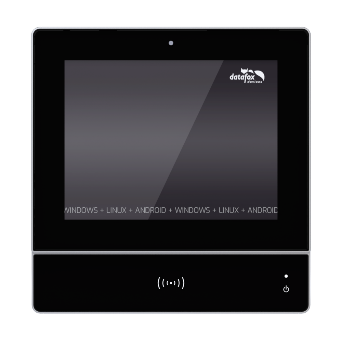 datafox
WINDOWS + LINUX + ANDROID + WINDOWS + LINUX + ANDROID